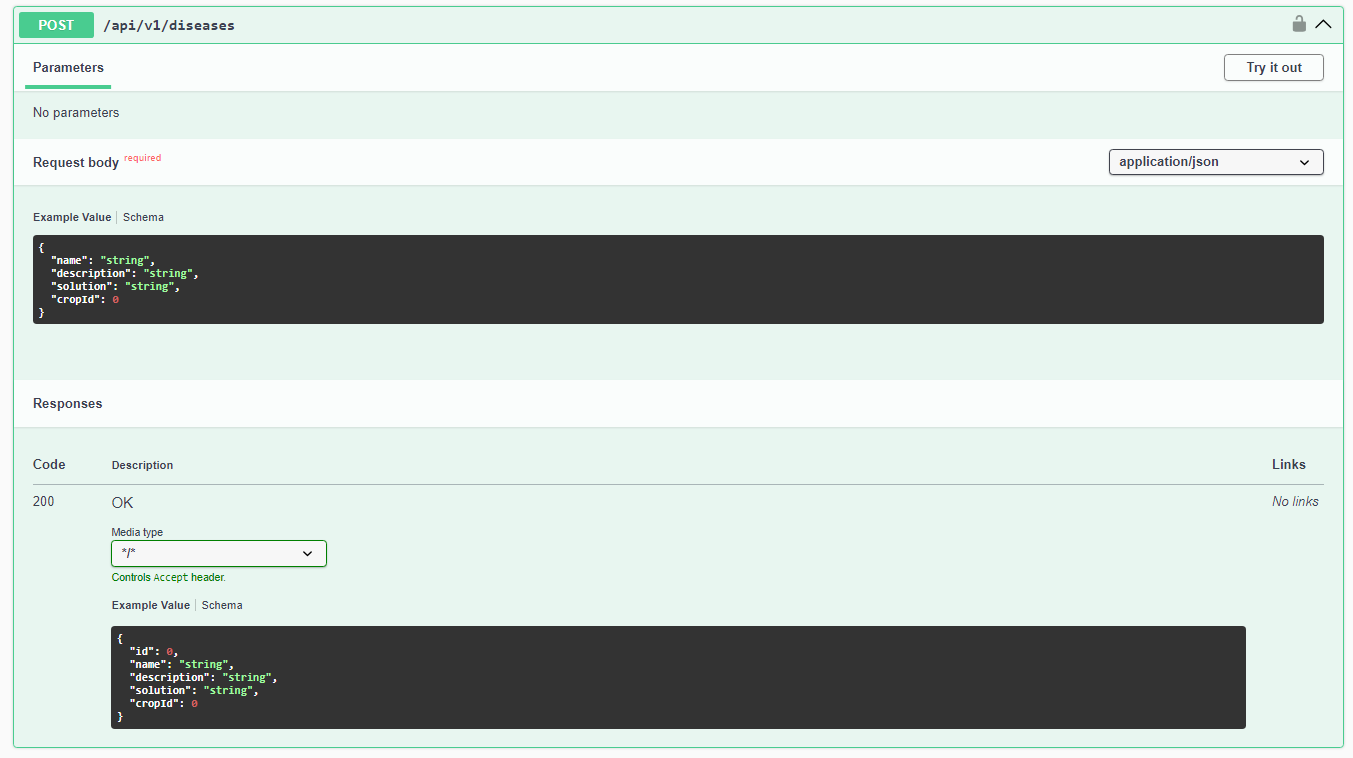 POST /api/v1/diseases
Parameters
Try it out
No parameters
Request body required
application/json
Example Value Schema
{
"name": "string",
"description": "string",
"solution": "string",
"cropId": 0
}
Responses
Code Description Links
200 OK No links
Media type
*/*
Controls Accept header.
Example Value Schema
{
"id": 0,
"name": "string",
"description": "string",
"solution": "string",
"cropId": 0
}